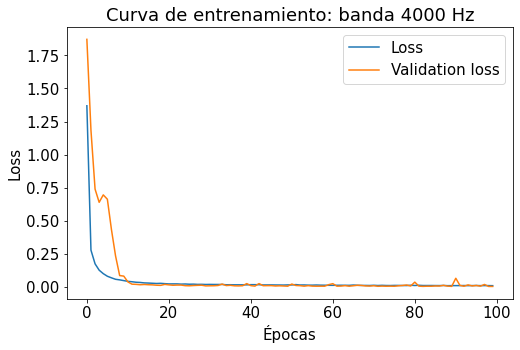 Curva de entrenamiento: banda 4000 Hz
Loss
Validation loss
1.75
1.50
1.25
1.00
0.75
0.50
0.25
0.00
Loss
0 20 40 60 80 100
Épocas